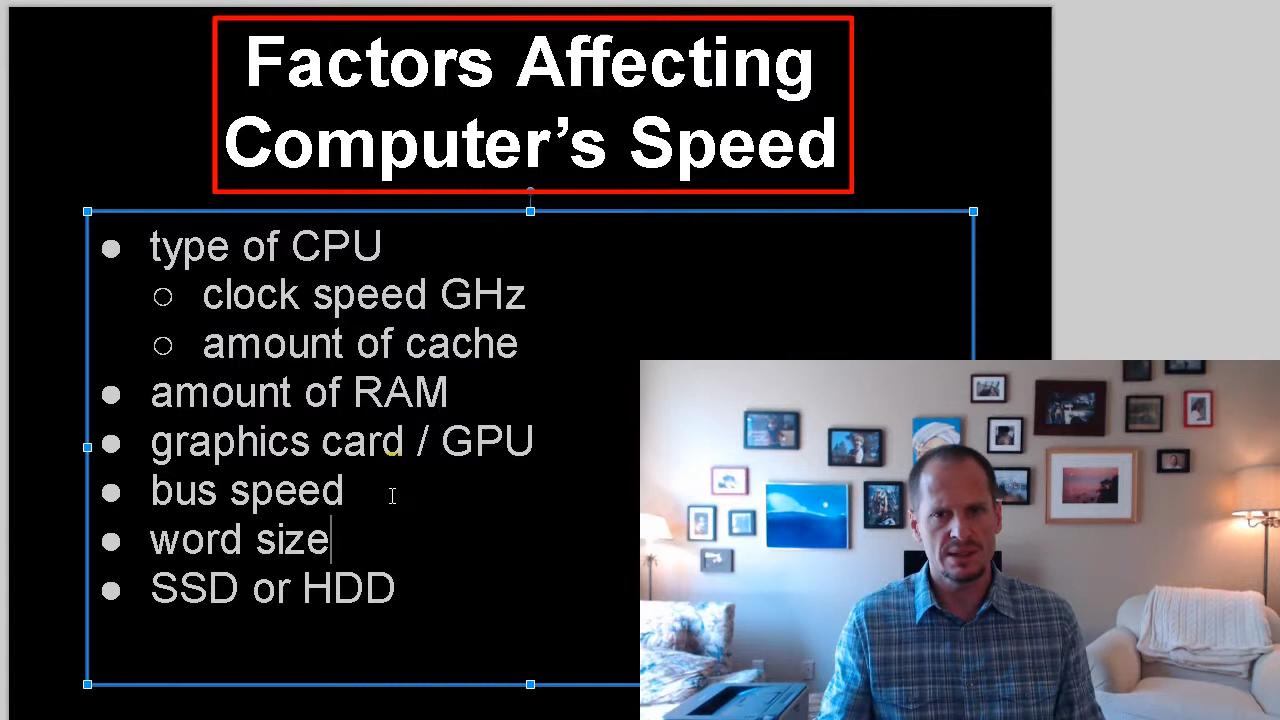 Factors Affecting
Computer’s Speed
● type of CPU
○ clock speed GHz
○ amount of cache
● amount of RAM
● graphics card / GPU
● bus speed
● word size
● SSD or HDD